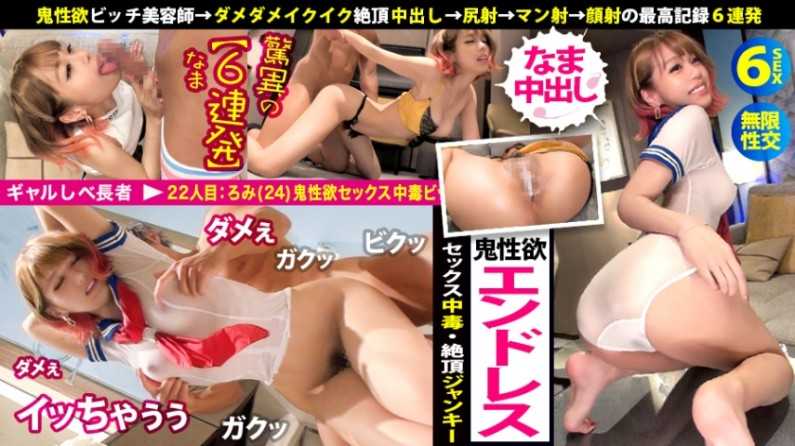 鬼性欲ビッチ美容師→ダメダメイクイク絶頂中出し→尻射→マン射→顔射の最高記録6連発
驚異の
【6連発】
なま
なま
中出し
6
SEX
無限
性交
ギャルしべ長者 ▶ 22人目:ろみ(24)鬼性欲セックス中毒ビッ
ダメぇ
ガクッ
ビクッ
鬼性欲
エンドレス
セックス中毒・絶頂ジャンキー
ダメぇ
イッちゃぅぅ
ガクッ